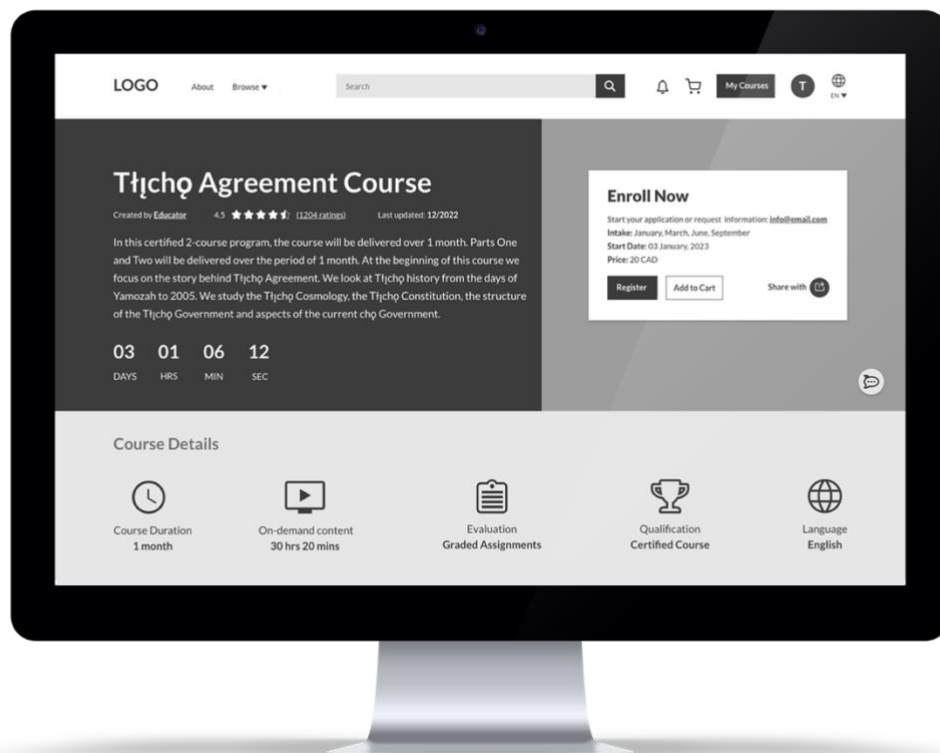 LOGO
About
Browse ▼
Search
My Courses
T
EN ▼
Tłı̨chǫ Agreement Course
Created by Educator
4.5
(1204 ratings)
Last updated: 12/2022
In this certified 2-course program, the course will be delivered over 1 month. Parts One
and Two will be delivered over the period of 1 month. At the beginning of this course we
focus on the story behind Tłı̨chǫ Agreement. We look at Tłı̨chǫ history from the days of
Yamozah to 2005. We study the Tłı̨chǫ Cosmology, the Tłı̨chǫ Constitution, the structure
of the Tłı̨chǫ Government and aspects of the current chǫ Government.
03 01 06 12
DAYS HRS MIN SEC
Enroll Now
Start your application or request information: info@email.com
Intake: January, March, June, September
Start Date: 03 January, 2023
Price: 20 CAD
Register
Add to Cart
Share with
Course Details
Course Duration
1 month
On-demand content
30 hrs 20 mins
Evaluation
Graded Assignments
Qualification
Certified Course
Language
English